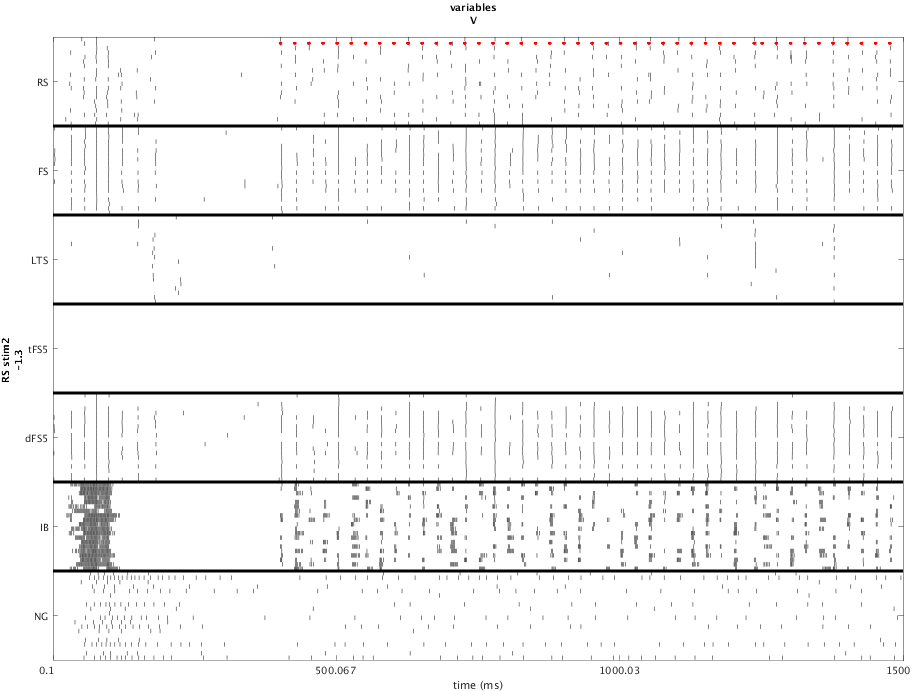 variables
V
RS
FS
LTS
tFS5
dFS5
IB
NG
RS stim2
-1.3
0.1
500.067
1000.03
1500
time (ms)